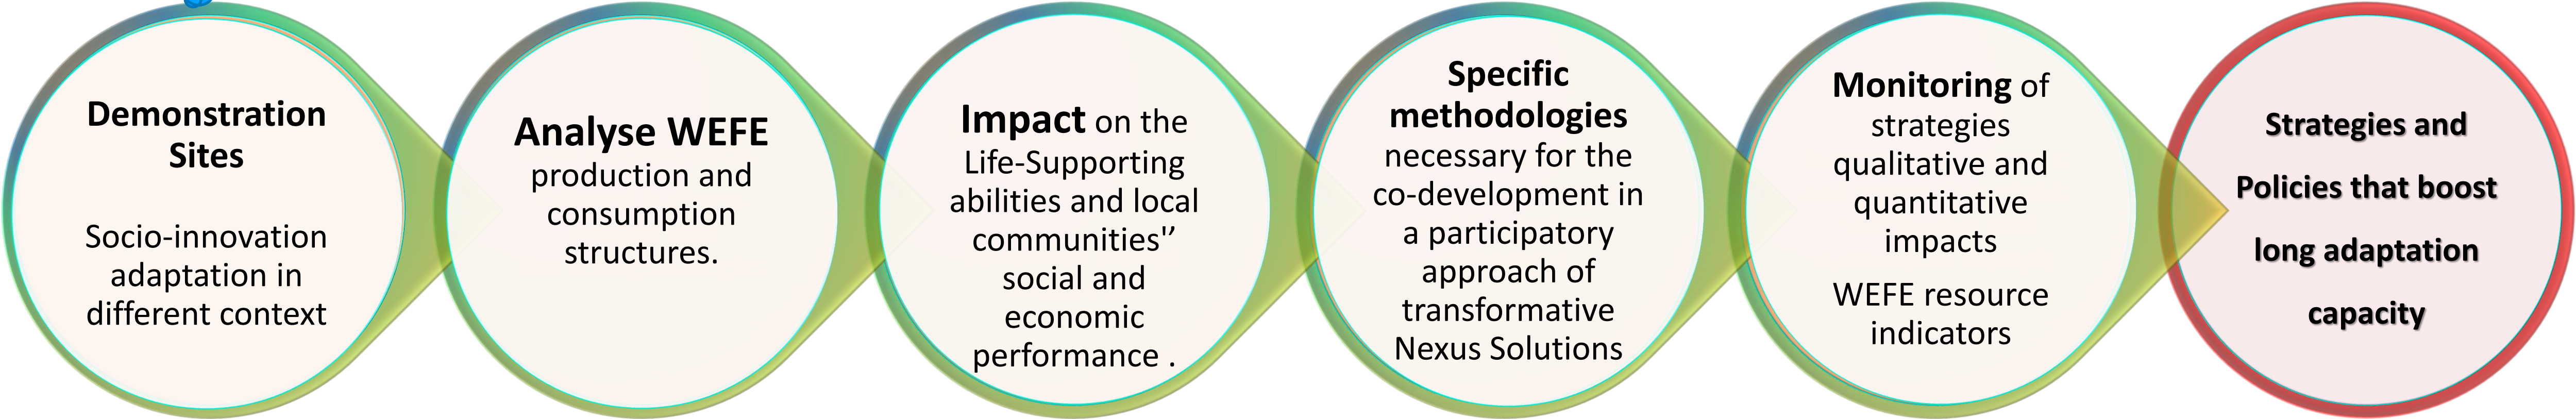 Demonstration
Sites
Socio-innovation
adaptation in
different context
Analyse WEFE
production and
consumption
structures.
Impact on the
Life-Supporting
abilities and local
communities'’
social and
economic
performance .
Specific
methodologies
necessary for the
co-development in
a participatory
approach of
transformative
Nexus Solutions
Monitoring of
strategies
qualitative and
quantitative
impacts
WEFE resource
indicators
Strategies and
Policies that boost
long adaptation
capacity